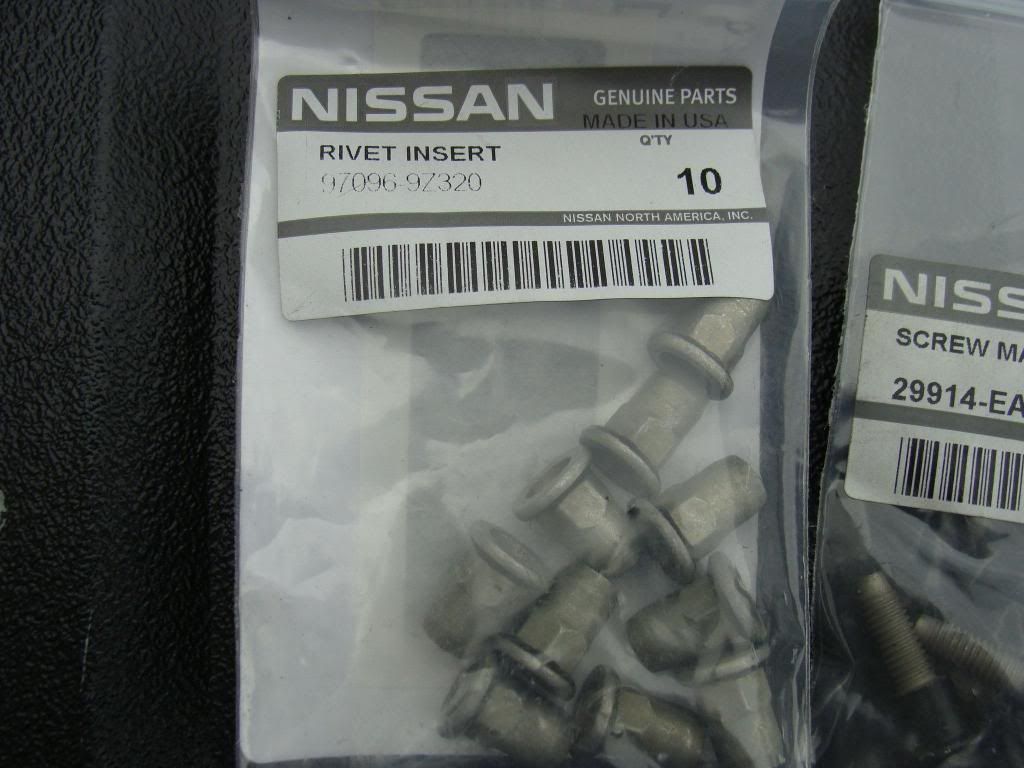 NISSAN GENUINE PARTS
MADE IN USA
Q'TY
RIVET INSERT
97096-9Z320
10
NISSAN NORTH AMERICA, INC.
NISS
SCREW MA
29914-EA